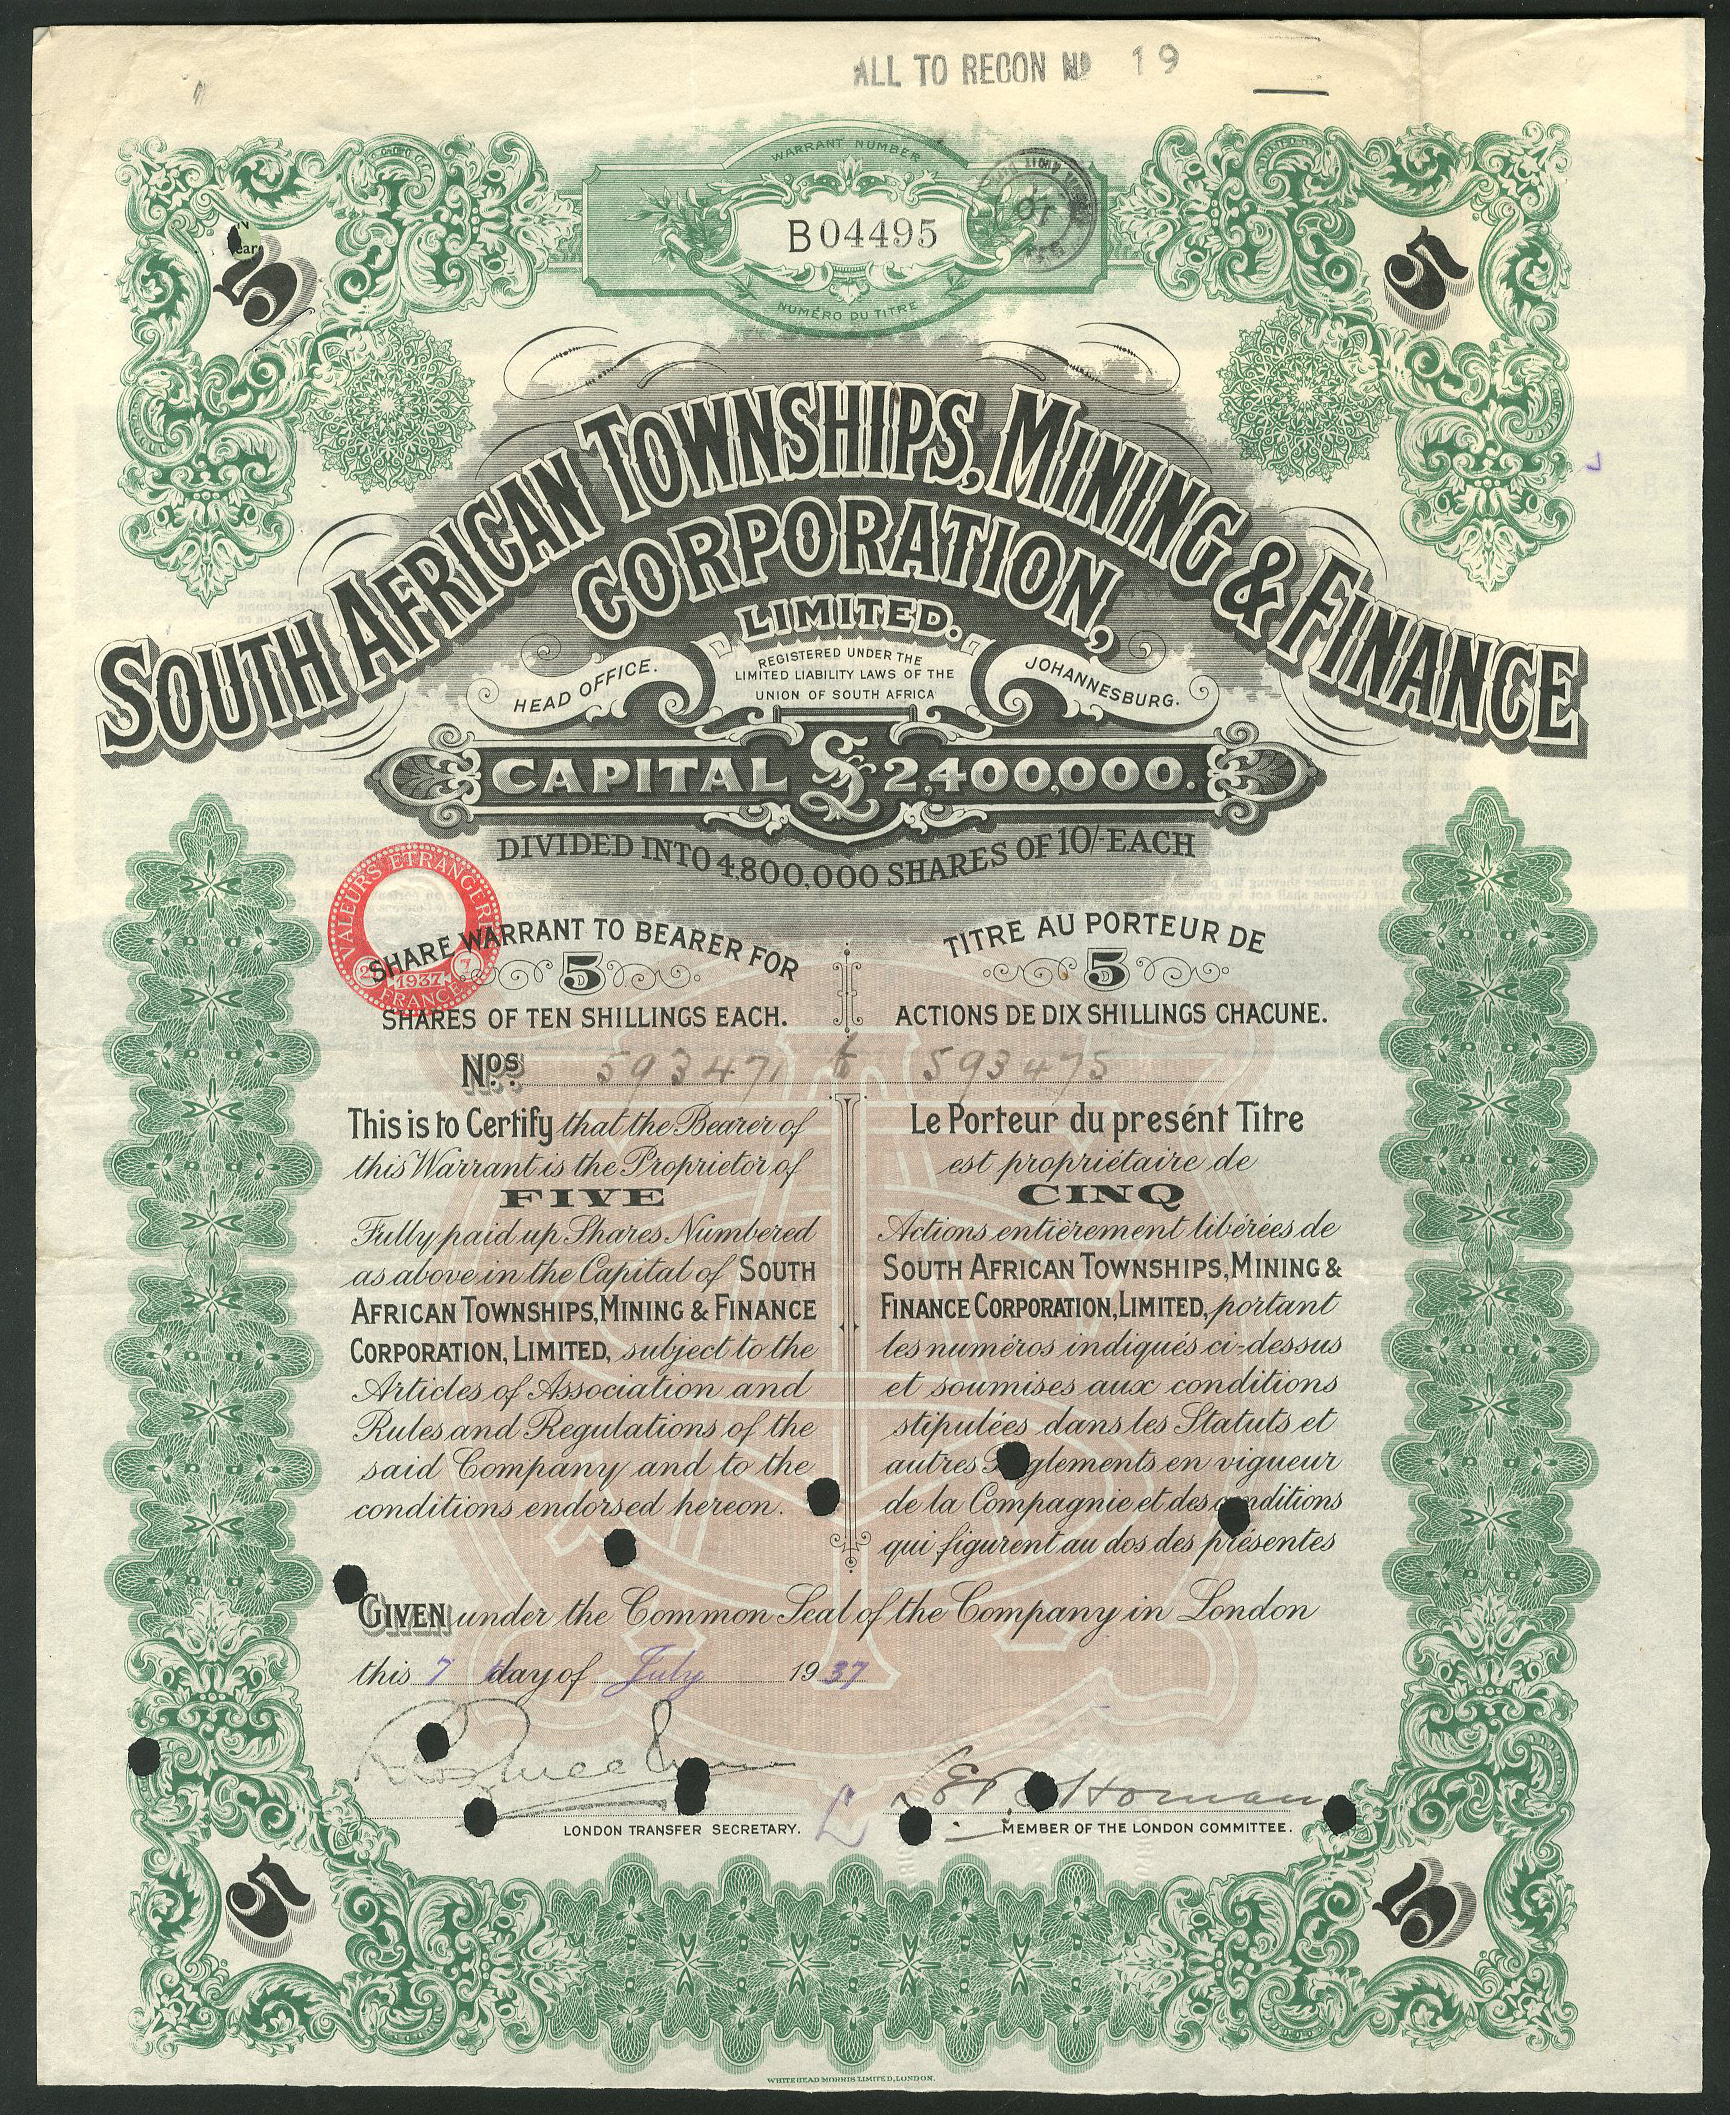 ALL TO RECON No 19
WARRANT NUMBER
B04495
NUMÉRO DU TITRE
5
5
SOUTH AFRICAN TOWNSHIPS, MINING & FINANCE
CORPORATION,
LIMITED.
HEAD OFFICE.
REGISTERED UNDER THE
LIMITED LIABILITY LAWS OF THE
UNION OF SOUTH AFRICA
JOHANNESBURG.
CAPITAL £2,400,000.
DIVIDED INTO 4,800,000 SHARES OF 10/- EACH
VALEURS ETRANGERES
1937
FRANCE
SHARE WARRANT TO BEARER FOR
5
SHARES OF TEN SHILLINGS EACH.
TITRE AU PORTEUR DE
5
ACTIONS DE DIX SHILLINGS CHACUNE.
Nos. 593471 to 593475
This is to Certify that the Bearer of
this Warrant is the Proprietor of
FIVE
Fully paid up Shares Numbered
as above in the Capital of SOUTH
AFRICAN TOWNSHIPS, MINING & FINANCE
CORPORATION, LIMITED, subject to the
Articles of Association and
Rules and Regulations of the
said Company and to the
conditions endorsed hereon.
Le Porteur du presént Titre
est propriétaire de
CINQ
Actions entièrement libérées de
SOUTH AFRICAN TOWNSHIPS, MINING &
FINANCE CORPORATION, LIMITED, portant
les numéros indiqués ci-dessus
et soumises aux conditions
stipulées dans les Statuts et
autres Règlements en vigueur
de la Compagnie et des conditions
qui figurent au dos des présentes
GIVEN under the Common Seal of the Company in London
this 7 day of July 1937
LONDON TRANSFER SECRETARY.
MEMBER OF THE LONDON COMMITTEE.
5
5
WHITEHEAD MORRIS LIMITED, LONDON.